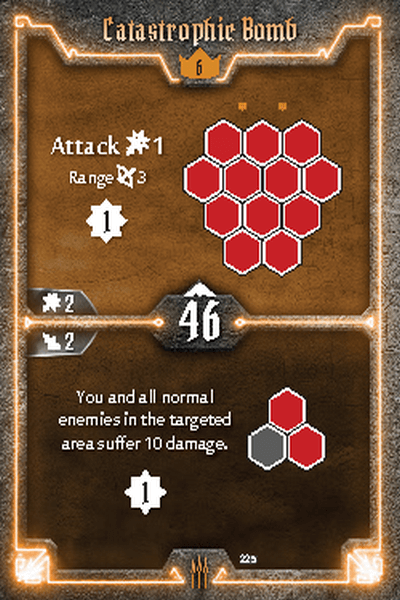 Catastrophic Bomb
6
Attack 1
Range 3
1
2
46
2
You and all normal
enemies in the targeted
area suffer 10 damage.
1
225